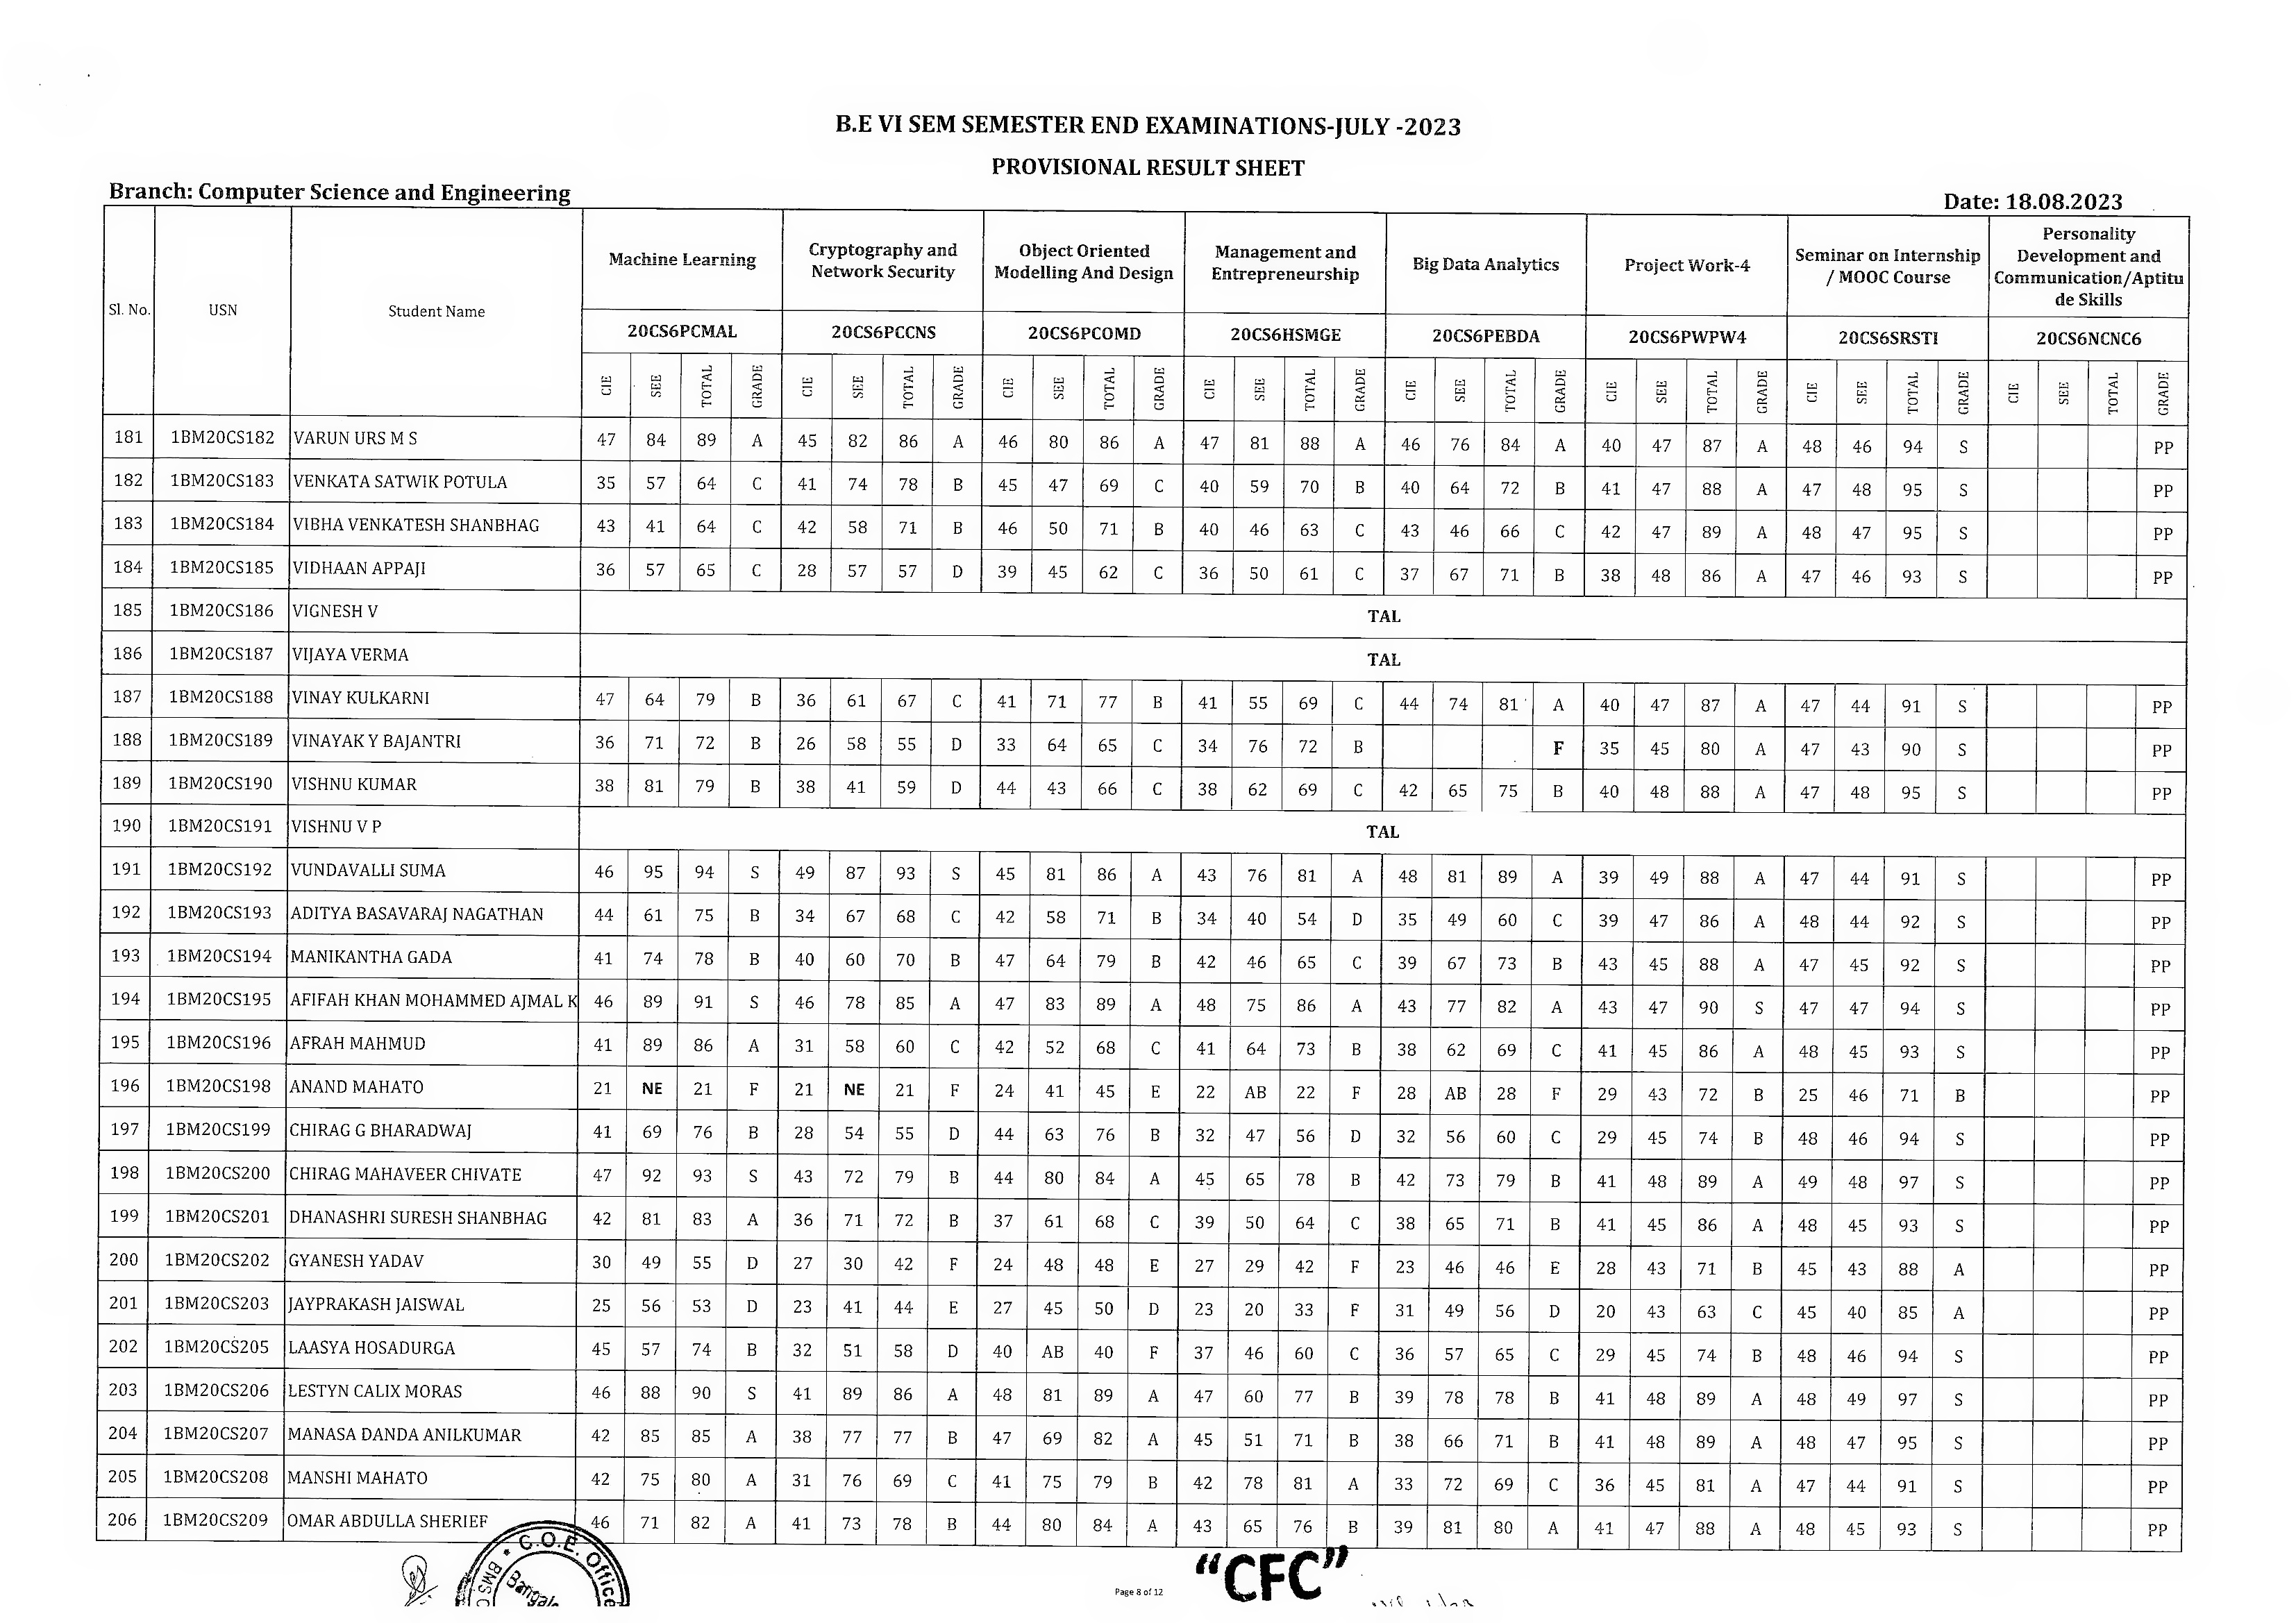 B.E VI SEM SEMESTER END EXAMINATIONS-JULY -2023
PROVISIONAL RESULT SHEET
Branch: Computer Science and Engineering Date: 18.08.2023
Sl. No. USN Student Name Machine Learning Cryptography and Network Security Object Oriented Modelling And Design Management and Entrepreneurship Big Data Analytics Project Work-4 Seminar on Internship / MOOC Course Personality Development and Communication/Aptitu de Skills
20CS6PCMAL 20CS6PCCNS 20CS6PCOMD 20CS6HSMGE 20CS6PEBDA 20CS6PWPW4 20CS6SRSTI 20CS6NCNC6
CIE SEE TOTAL GRADE CIE SEE TOTAL GRADE CIE SEE TOTAL GRADE CIE SEE TOTAL GRADE CIE SEE TOTAL GRADE CIE SEE TOTAL GRADE CIE SEE TOTAL GRADE CIE SEE TOTAL GRADE
181 1BM20CS182 VARUN URS M S 47 84 89 A 45 82 86 A 46 80 86 A 47 81 88 A 46 76 84 A 40 47 87 A 48 46 94 S PP
182 1BM20CS183 VENKATA SATWIK POTULA 35 57 64 C 41 74 78 B 45 47 69 C 40 59 70 B 40 64 72 B 41 47 88 A 47 48 95 S PP
183 1BM20CS184 VIBHA VENKATESH SHANBHAG 43 41 64 C 42 58 71 B 46 50 71 B 40 46 63 C 43 46 66 C 42 47 89 A 48 47 95 S PP
184 1BM20CS185 VIDHAAN APPAJI 36 57 65 C 28 57 57 D 39 45 62 C 36 50 61 C 37 67 71 B 38 48 86 A 47 46 93 S PP
185 1BM20CS186 VIGNESH V TAL
186 1BM20CS187 VIJAYA VERMA TAL
187 1BM20CS188 VINAY KULKARNI 47 64 79 B 36 61 67 C 41 71 77 B 41 55 69 C 44 74 81 A 40 47 87 A 47 44 91 S PP
188 1BM20CS189 VINAYAK Y BAJANTRI 36 71 72 B 26 58 55 D 33 64 65 C 34 76 72 B F 35 45 80 A 47 43 90 S PP
189 1BM20CS190 VISHNU KUMAR 38 81 79 B 38 41 59 D 44 43 66 C 38 62 69 C 42 65 75 B 40 48 88 A 47 48 95 S PP
190 1BM20CS191 VISHNU V P TAL
191 1BM20CS192 VUNDAVALLI SUMA 46 95 94 S 49 87 93 S 45 81 86 A 43 76 81 A 48 81 89 A 39 49 88 A 47 44 91 S PP
192 1BM20CS193 ADITYA BASAVARAJ NAGATHAN 44 61 75 B 34 67 68 C 42 58 71 B 34 40 54 D 35 49 60 C 39 47 86 A 48 44 92 S PP
193 1BM20CS194 MANIKANTHA GADA 41 74 78 B 40 60 70 B 47 64 79 B 42 46 65 C 39 67 73 B 43 45 88 A 47 45 92 S PP
194 1BM20CS195 AFIFAH KHAN MOHAMMED AJMAL K 46 89 91 S 46 78 85 A 47 83 89 A 48 75 86 A 43 77 82 A 43 47 90 S 47 47 94 S PP
195 1BM20CS196 AFRAH MAHMUD 41 89 86 A 31 58 60 C 42 52 68 C 41 64 73 B 38 62 69 C 41 45 86 A 48 45 93 S PP
196 1BM20CS198 ANAND MAHATO 21 NE 21 F 21 NE 21 F 24 41 45 E 22 AB 22 F 28 AB 28 F 29 43 72 B 25 46 71 B PP
197 1BM20CS199 CHIRAG G BHARADWAJ 41 69 76 B 28 54 55 D 44 63 76 B 32 47 56 D 32 56 60 C 29 45 74 B 48 46 94 S PP
198 1BM20CS200 CHIRAG MAHAVEER CHIVATE 47 92 93 S 43 72 79 B 44 80 84 A 45 65 78 B 42 73 79 B 41 48 89 A 49 48 97 S PP
199 1BM20CS201 DHANASHRI SURESH SHANBHAG 42 81 83 A 36 71 72 B 37 61 68 C 39 50 64 C 38 65 71 B 41 45 86 A 48 45 93 S PP
200 1BM20CS202 GYANESH YADAV 30 49 55 D 27 30 42 F 24 48 48 E 27 29 42 F 23 46 46 E 28 43 71 B 45 43 88 A PP
201 1BM20CS203 JAYPRAKASH JAISWAL 25 56 53 D 23 41 44 E 27 45 50 D 23 20 33 F 31 49 56 D 20 43 63 C 45 40 85 A PP
202 1BM20CS205 LAASYA HOSADURGA 45 57 74 B 32 51 58 D 40 AB 40 F 37 46 60 C 36 57 65 C 29 45 74 B 48 46 94 S PP
203 1BM20CS206 LESTYN CALIX MORAS 46 88 90 S 41 89 86 A 48 81 89 A 47 60 77 B 39 78 78 B 41 48 89 A 48 49 97 S PP
204 1BM20CS207 MANASA DANDA ANILKUMAR 42 85 85 A 38 77 77 B 47 69 82 A 45 51 71 B 38 66 71 B 41 48 89 A 48 47 95 S PP
205 1BM20CS208 MANSHI MAHATO 42 75 80 A 31 76 69 C 41 75 79 B 42 78 81 A 33 72 69 C 36 45 81 A 47 44 91 S PP
206 1BM20CS209 OMAR ABDULLA SHERIEF 46 71 82 A 41 73 78 B 44 80 84 A 43 65 76 B 39 81 80 A 41 47 88 A 48 45 93 S PP
C.O.E. Office
Page 8 of 12
"CFC"